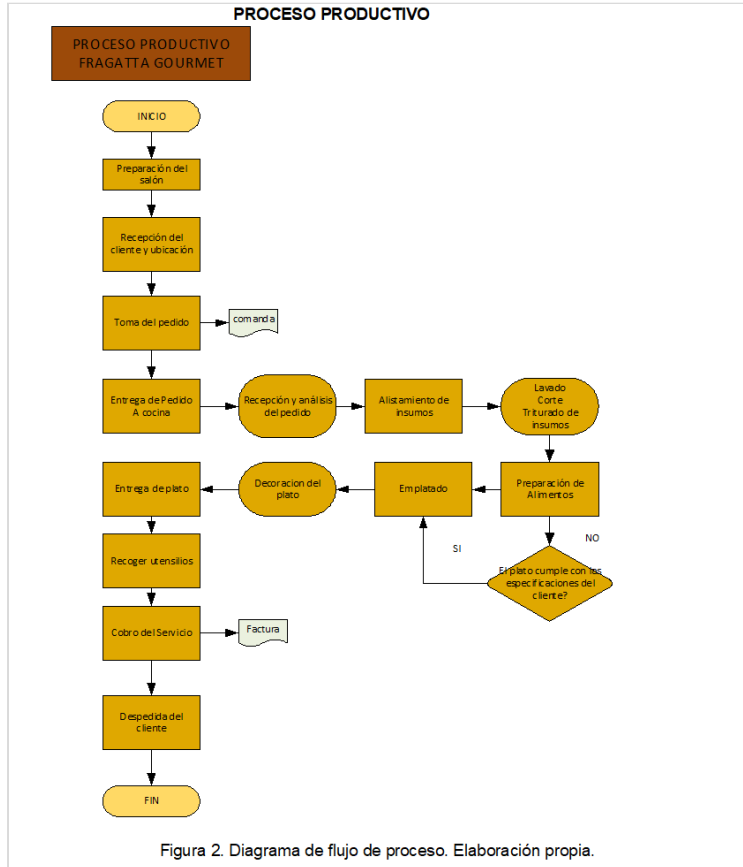 PROCESO PRODUCTIVO
PROCESO PRODUCTIVO
FRAGATTA GOURMET
INICIO
Preparación del
salón
Recepción del
cliente y ubicación
Toma del pedido
comanda
Entrega de Pedido
A cocina
Recepción y análisis
del pedido
Alistamiento de
insumos
Lavado
Corte
Triturado de
insumos
Preparación de
Alimentos
Emplatado
Decoracion del
plato
Entrega de plato
NO
SI
El plato cumple con las
especificaciones del
cliente?
Recoger utensilios
Cobro del Servicio
Factura
Despedida del
cliente
FIN
Figura 2. Diagrama de flujo de proceso. Elaboración propia.